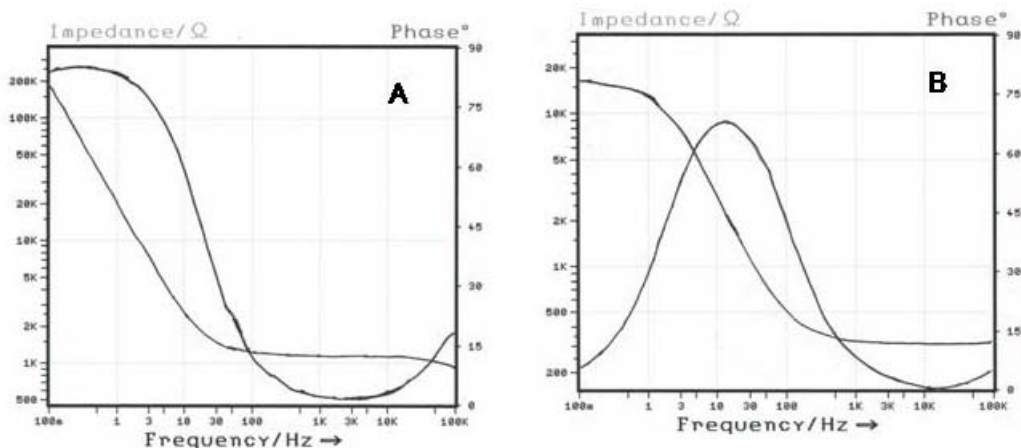 Impedance/Ω Phase°
A
90
75
60
45
30
15
0
200K
100K
20K
10K
5K
2K
1K
500
100m 1 3 10 30 100 1K 3K 10K 100K
Frequency/Hz →
Impedance/Ω Phase°
B
90
75
60
45
30
15
0
20K
10K
5K
2K
1K
500
200
100m 1 3 10 30 100 1K 3K 10K 100K
Frequency/Hz →